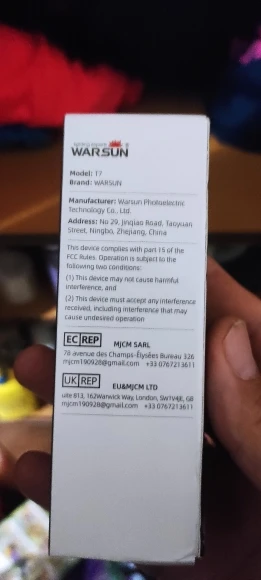 WARSUN
Model: T7
Brand: WARSUN
Manufacturer: Warsun Photoelectric
Technology Co., Ltd.
Address: No 29, Jinqiao Road, Taoyuan
Street, Ningbo, Zhejiang, China
This device complies with part 15 of the
FCC Rules. Operation is subject to the
following two conditions:
(1) This device may not cause harmful
interference, and
(2) This device must accept any interference
received, including interference that may
cause undesired operation
EC REP MJCM SARL
78 avenue des Champs-Élysées Bureau 326
mjcm190928@gmail.com +33 0767213611
UK REP EU&MJCM LTD
uite 813, 162Warwick Way, London, SW1V4JE, GB
mjcm190928@gmail.com +33 0767213611